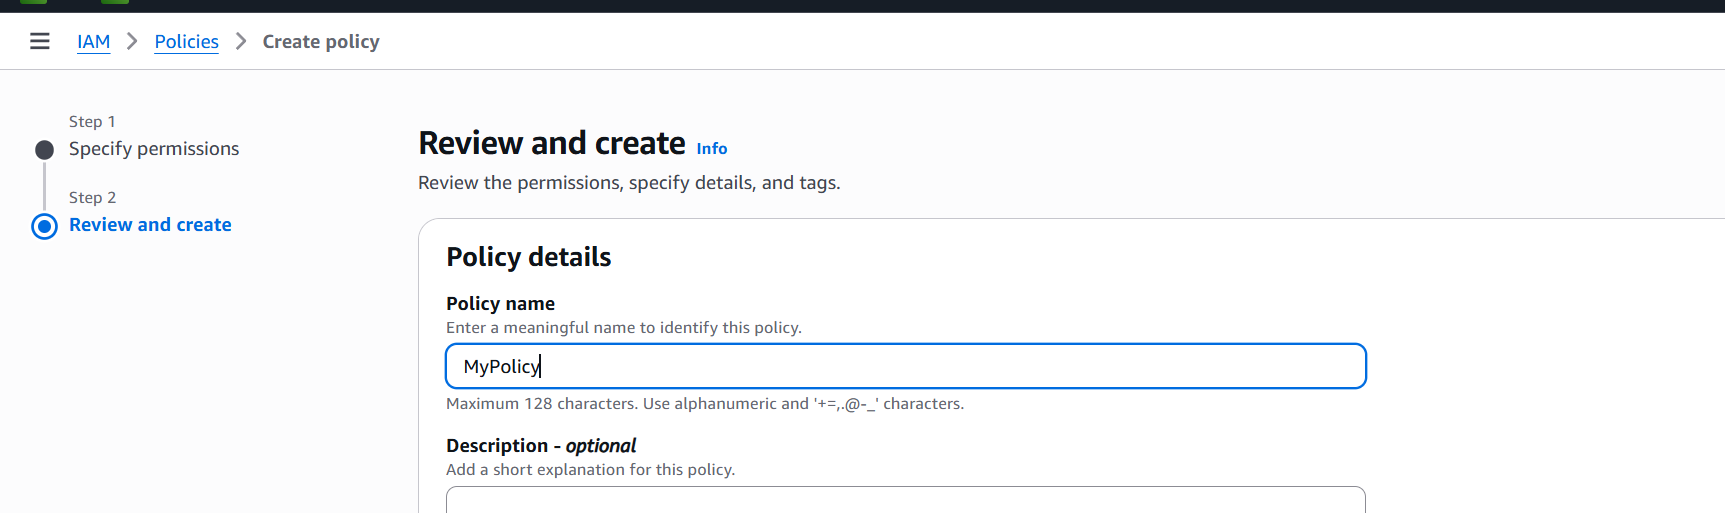 IAM > Policies > Create policy
Step 1
Specify permissions
Step 2
Review and create
Review and create Info
Review the permissions, specify details, and tags.
Policy details
Policy name
Enter a meaningful name to identify this policy.
MyPolicy
Maximum 128 characters. Use alphanumeric and '+=,.@-_' characters.
Description - optional
Add a short explanation for this policy.